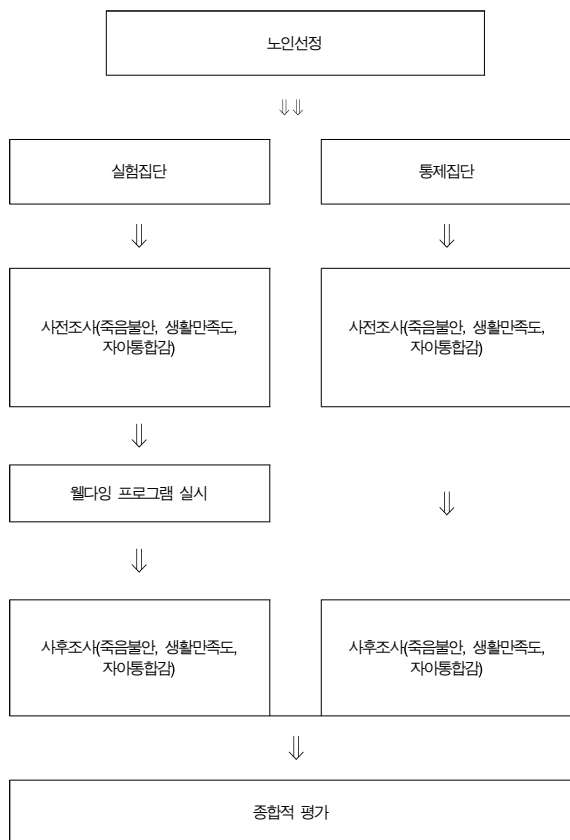 노인선정
⇓⇓
실험집단
통제집단
⇓
⇓
사전조사(죽음불안, 생활만족도,
자아통합감)
사전조사(죽음불안, 생활만족도,
자아통합감)
⇓
웰다잉 프로그램 실시
⇓
⇓
사후조사(죽음불안, 생활만족도,
자아통합감)
사후조사(죽음불안, 생활만족도,
자아통합감)
⇓
종합적 평가